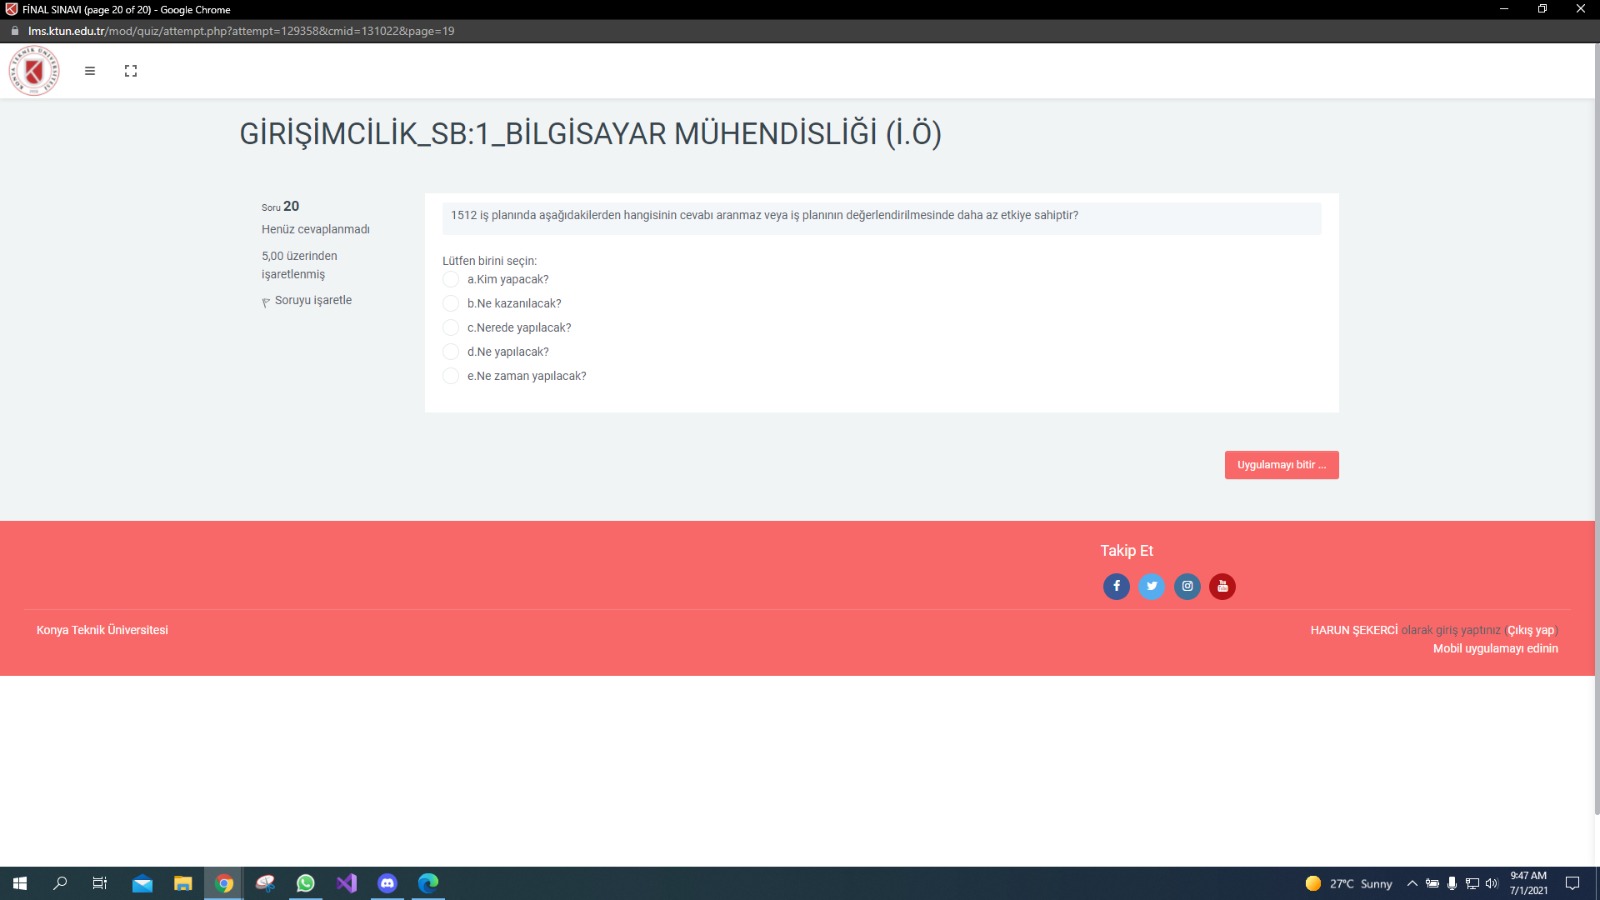 FİNAL SINAVI (page 20 of 20) - Google Chrome
lms.ktun.edu.tr/mod/quiz/attempt.php?attempt=129358&cmid=131022&page=19
GİRİŞİMCİLİK_SB:1_BİLGİSAYAR MÜHENDİSLİĞİ (İ.Ö)
Soru 20
Henüz cevaplanmadı
5,00 üzerinden
işaretlenmiş
Soruyu işaretle
1512 iş planında aşağıdakilerden hangisinin cevabı aranmaz veya iş planının değerlendirilmesinde daha az etkiye sahiptir?
Lütfen birini seçin:
a.Kim yapacak?
b.Ne kazanılacak?
c.Nerede yapılacak?
d.Ne yapılacak?
e.Ne zaman yapılacak?
Uygulamayı bitir ...
Takip Et
Konya Teknik Üniversitesi
HARUN ŞEKERCİ olarak giriş yaptınız (Çıkış yap)
Mobil uygulamayı edinin
27°C Sunny
9:47 AM
7/1/2021